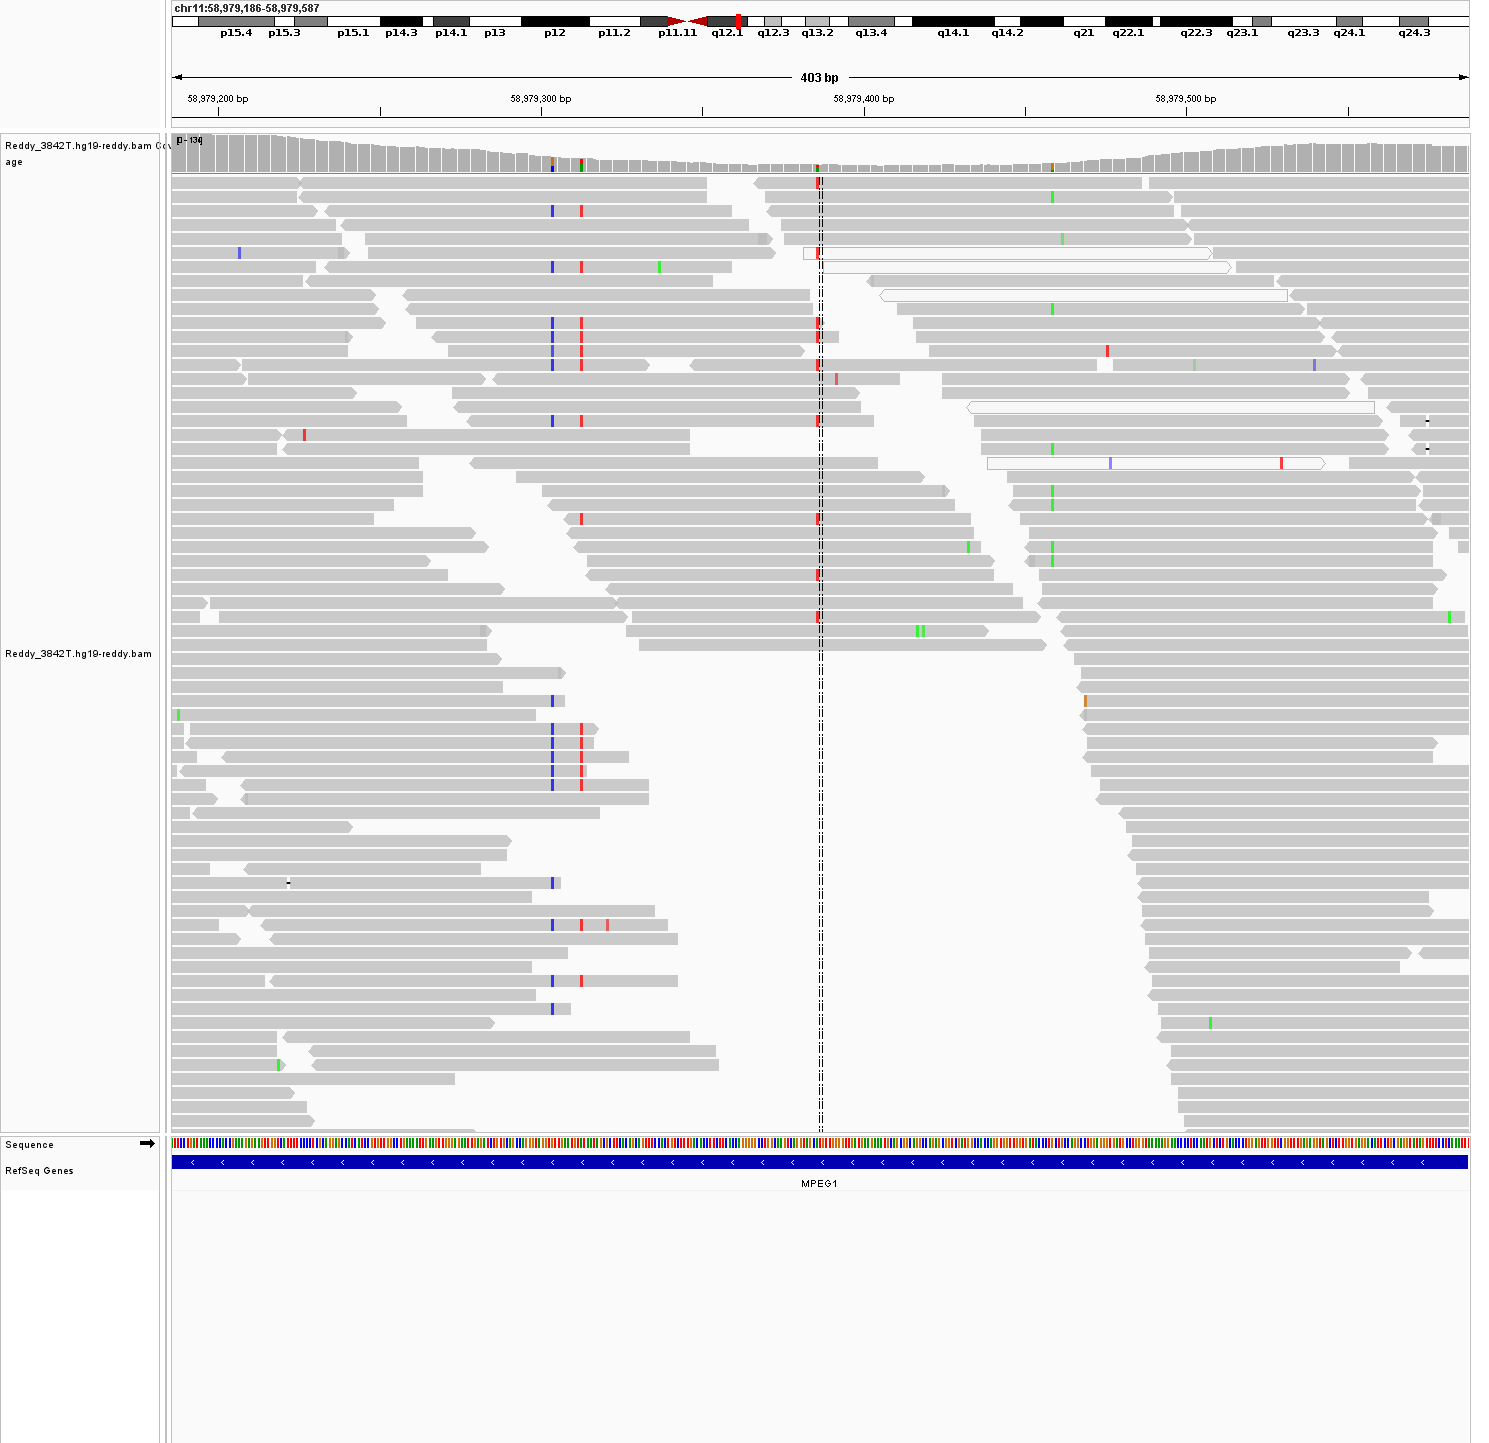 chr11:58,979,186-58,979,587
p15.4 p15.3 p15.1 p14.3 p14.1 p13 p12 p11.2 p11.11 q12.1 q12.3 q13.2 q13.4 q14.1 q14.2 q21 q22.1 q22.3 q23.1 q23.3 q24.1 q24.3
403 bp
58,979,200 bp 58,979,300 bp 58,979,400 bp 58,979,500 bp
[0 - 134]
Reddy_3842T.hg19-reddy.bam Cov
age
Reddy_3842T.hg19-reddy.bam
Sequence
RefSeq Genes
MPEG1